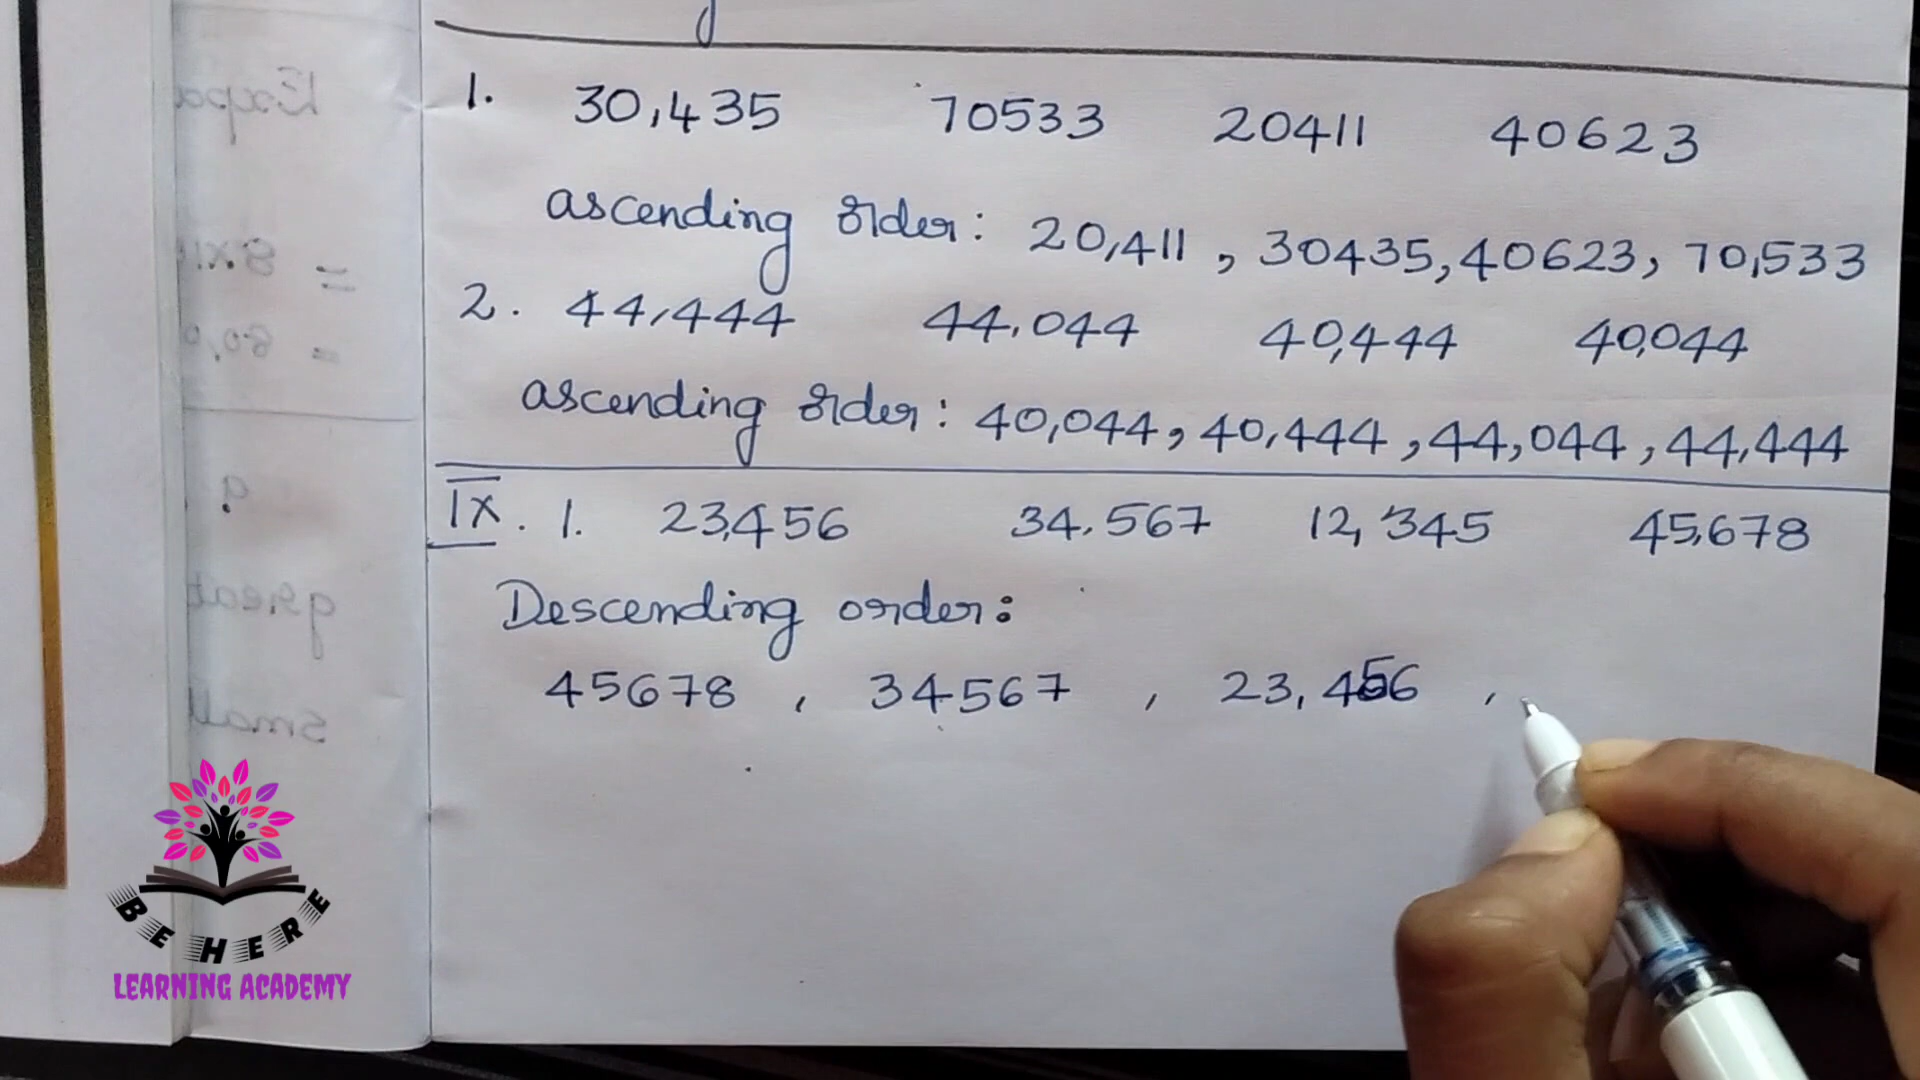 1. 30,435 70533 20411 40623
ascending order: 20,411, 30435, 40623, 70,533
2. 44,444 44,044 40,444 40,044
ascending order: 40,044, 40,444, 44,044, 44,444
IX. 1. 23,456 34,567 12,345 45,678
Descending order:
45678, 34567, 23,456,
BE HERE
LEARNING ACADEMY